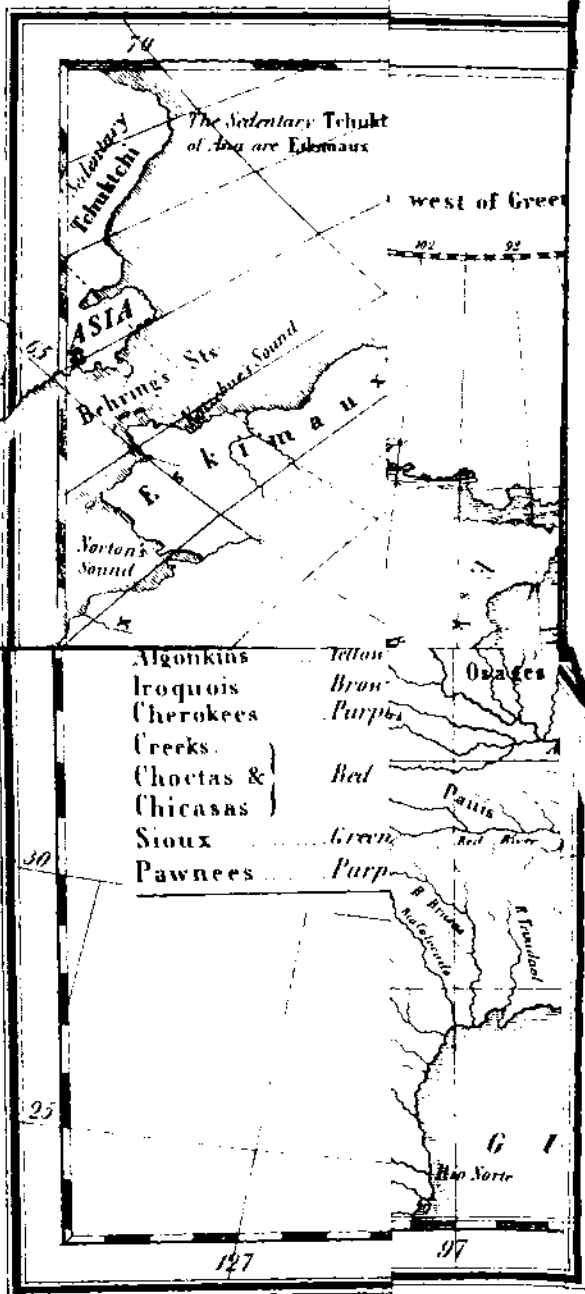 70
The Sedentary Tchukt
of Asia are Eskimaux
Sedentary
Tchuktchi
west of Gree
102 92
ASIA
65
Behrings Sts
Sound
Eskimaux
Norton's
Sound
Algonkins Yellow
Iroquois Brow
Cherokees Purp
Creeks
Choctas & Red
Chicasas
Sioux Green
Pawnees Purp
Osages
Panis
Red River
30
R Trinidad
25
G
Rio Norte
127
97